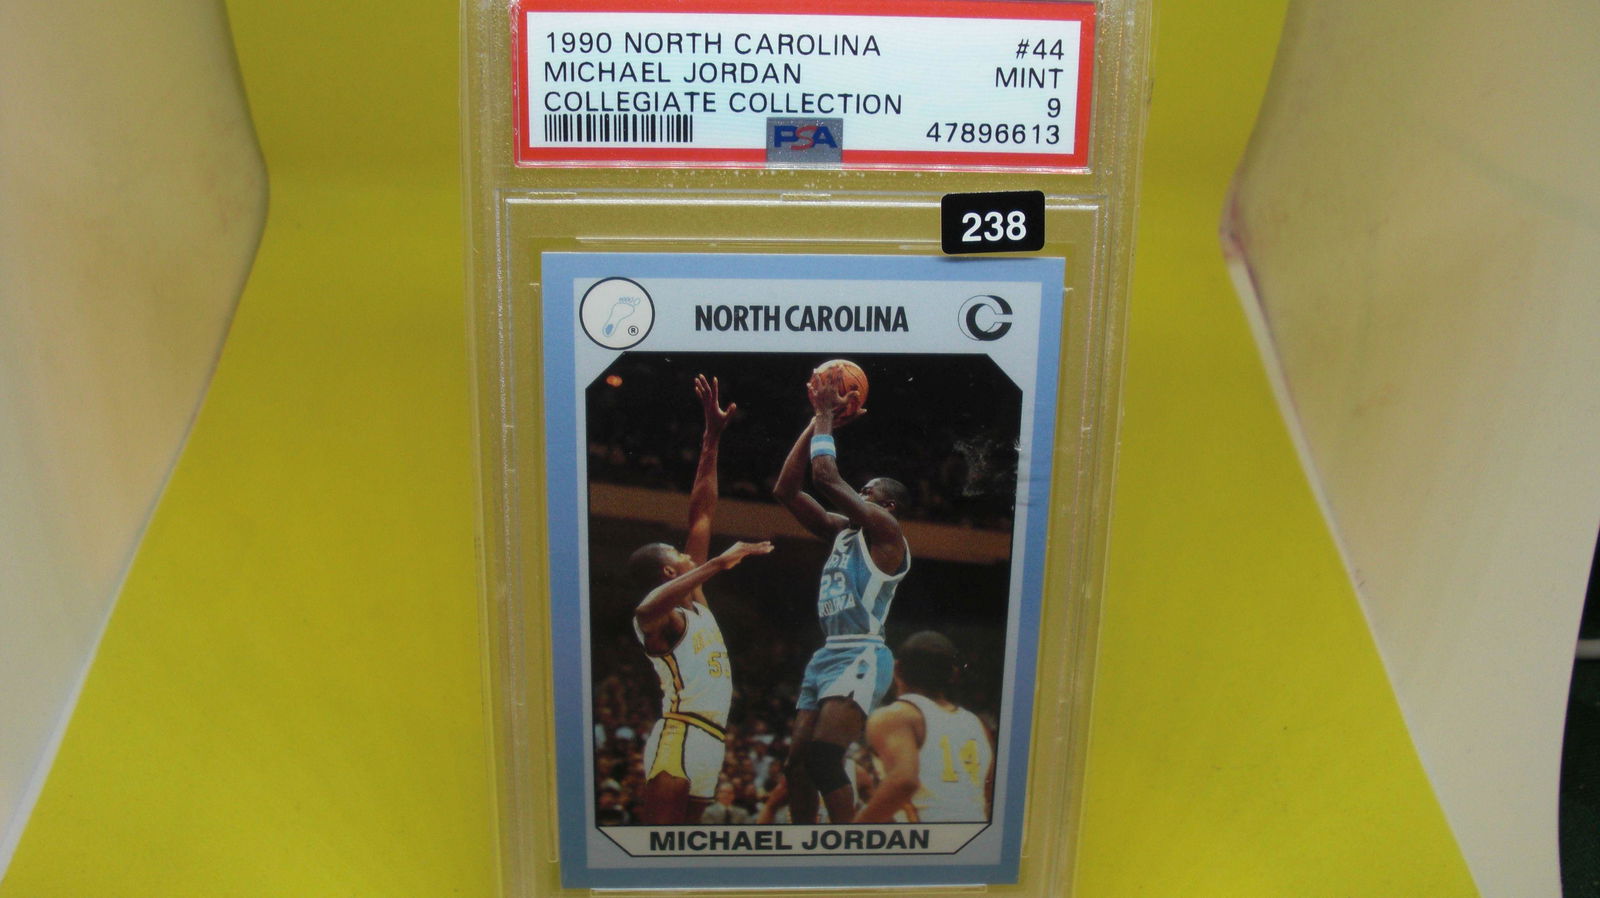 1990 NORTH CAROLINA #44
MICHAEL JORDAN MINT
COLLEGIATE COLLECTION 9
PSA 47896613
238
® NORTH CAROLINA C
23
5
14
MICHAEL JORDAN